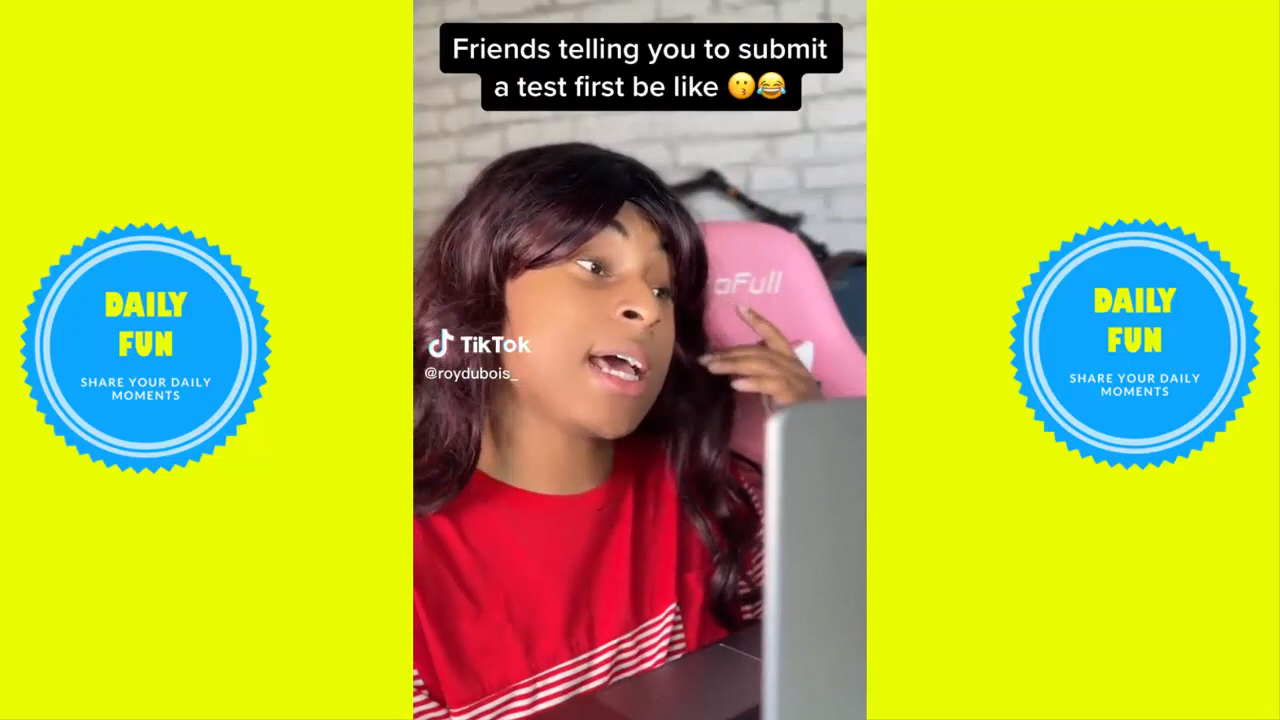 Friends telling you to submit
a test first be like 😗😂
DAILY
FUN
SHARE YOUR DAILY
MOMENTS
TikTok
@roydubois_
DAILY
FUN
SHARE YOUR DAILY
MOMENTS